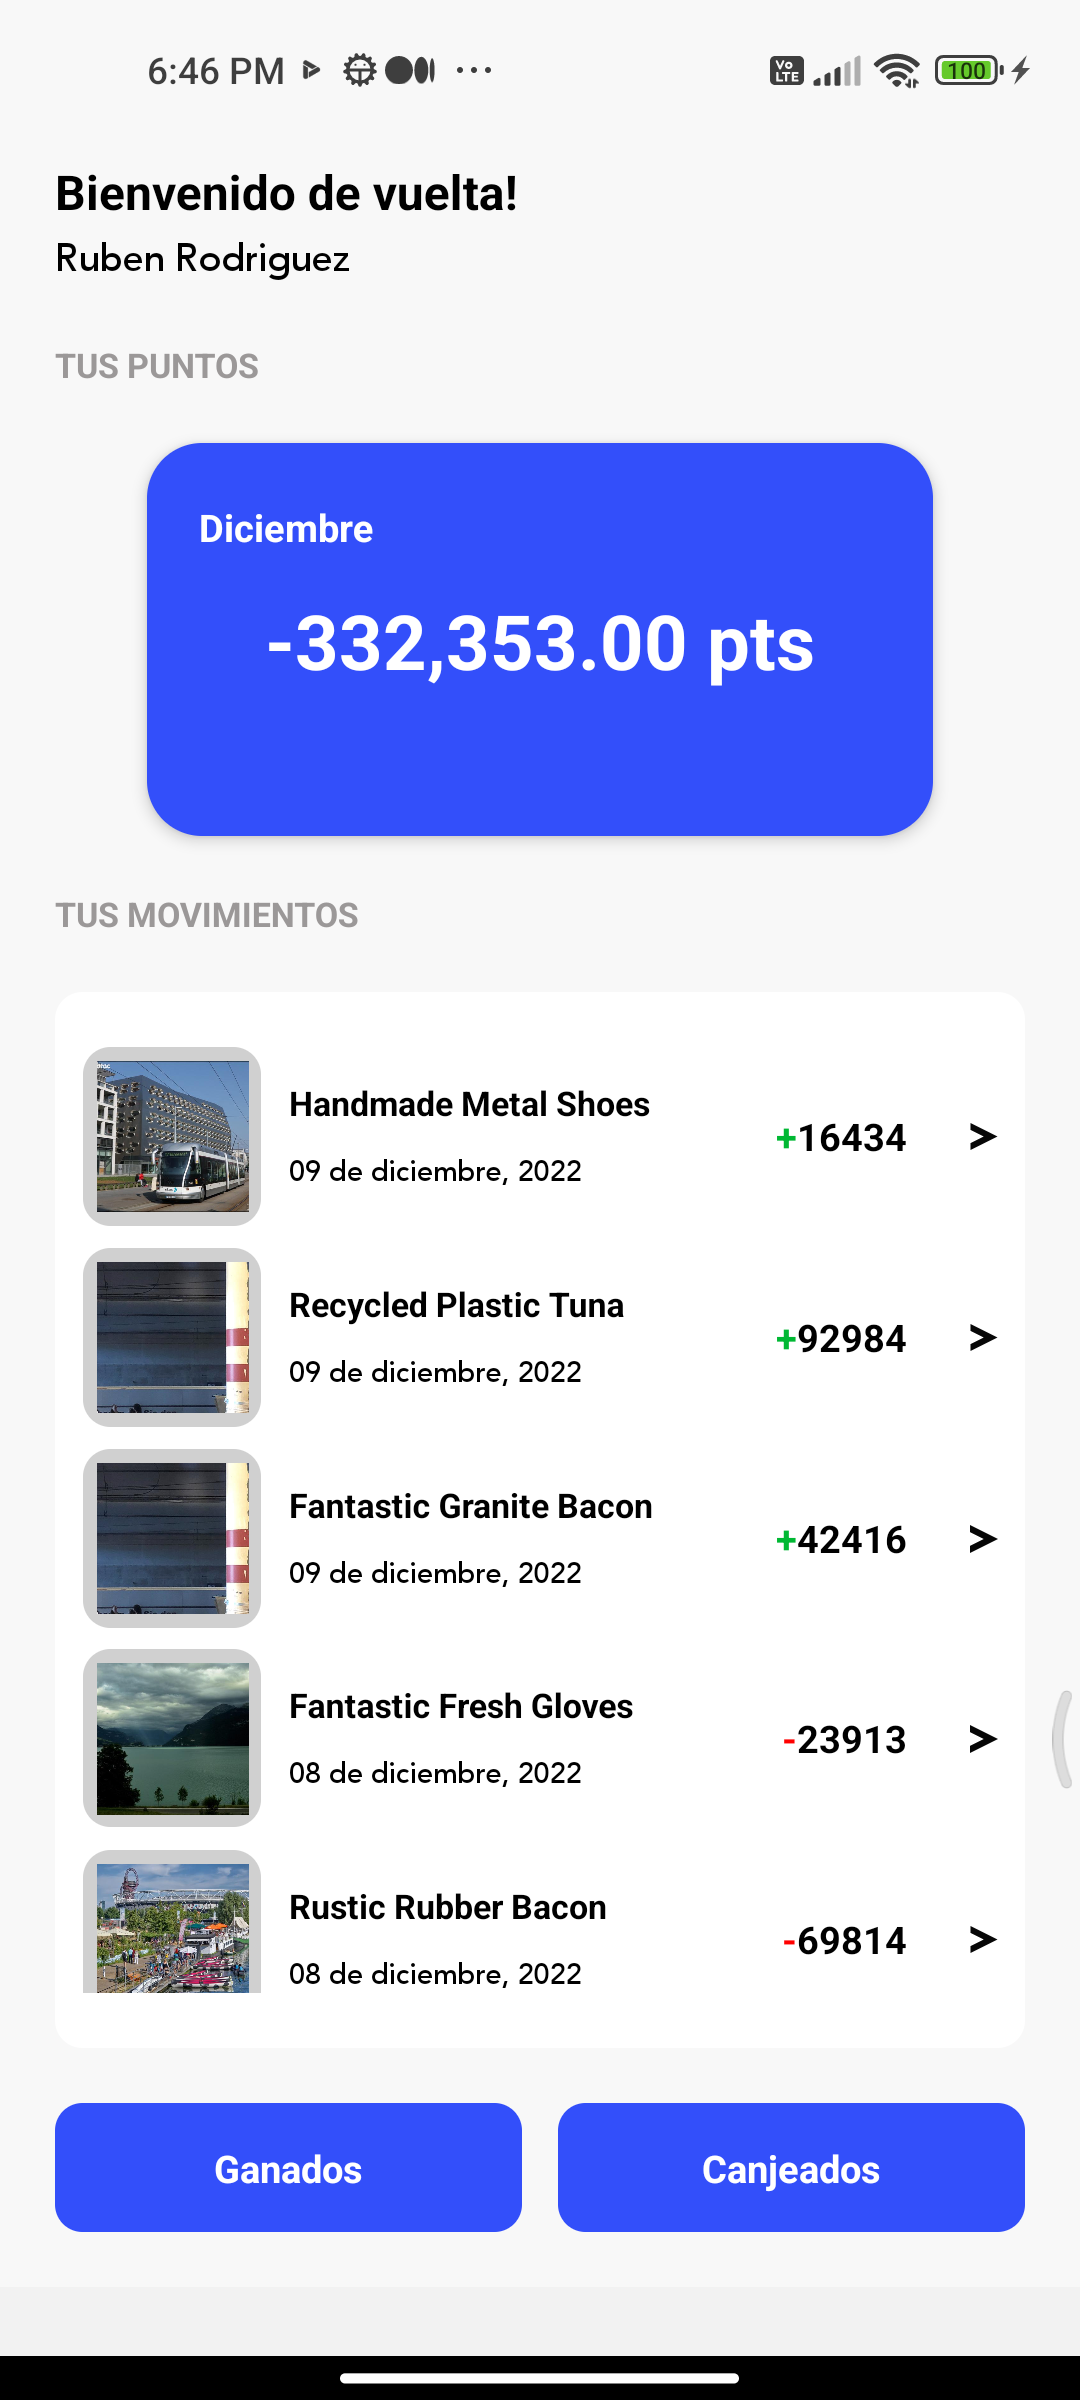 6:46 PM
Vo LTE
100
Bienvenido de vuelta!
Ruben Rodriguez
TUS PUNTOS
Diciembre
-332,353.00 pts
TUS MOVIMIENTOS
Handmade Metal Shoes
09 de diciembre, 2022
+16434 >
Recycled Plastic Tuna
09 de diciembre, 2022
+92984 >
Fantastic Granite Bacon
09 de diciembre, 2022
+42416 >
Fantastic Fresh Gloves
08 de diciembre, 2022
-23913 >
Rustic Rubber Bacon
08 de diciembre, 2022
-69814 >
Ganados
Canjeados